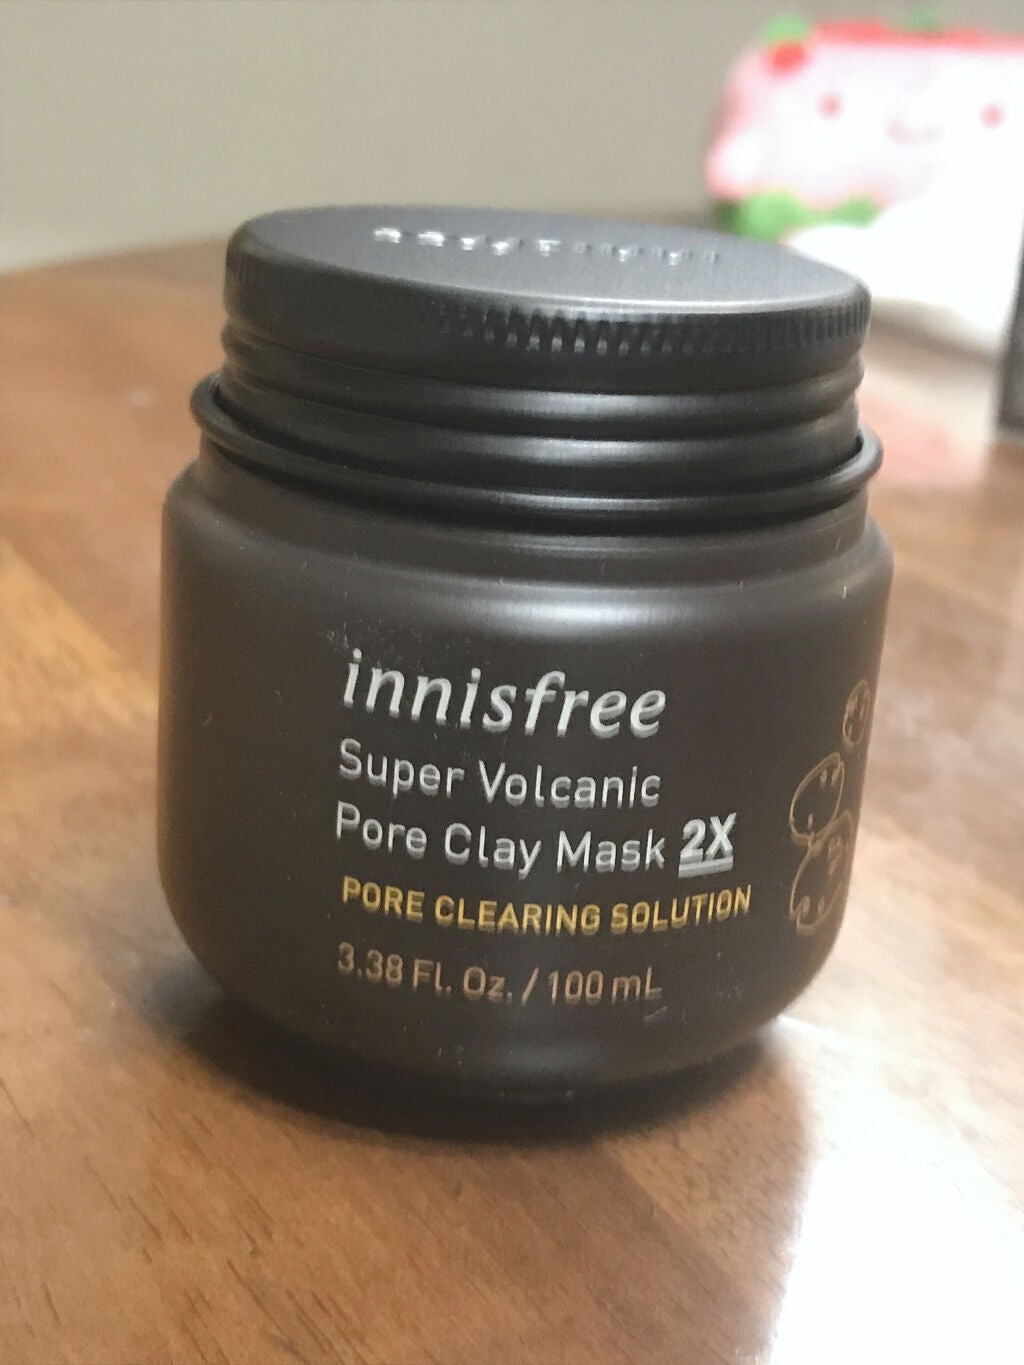 innisfree
Super Volcanic
Pore Clay Mask 2X
PORE CLEARING SOLUTION
3.38 Fl. Oz. / 100 mL